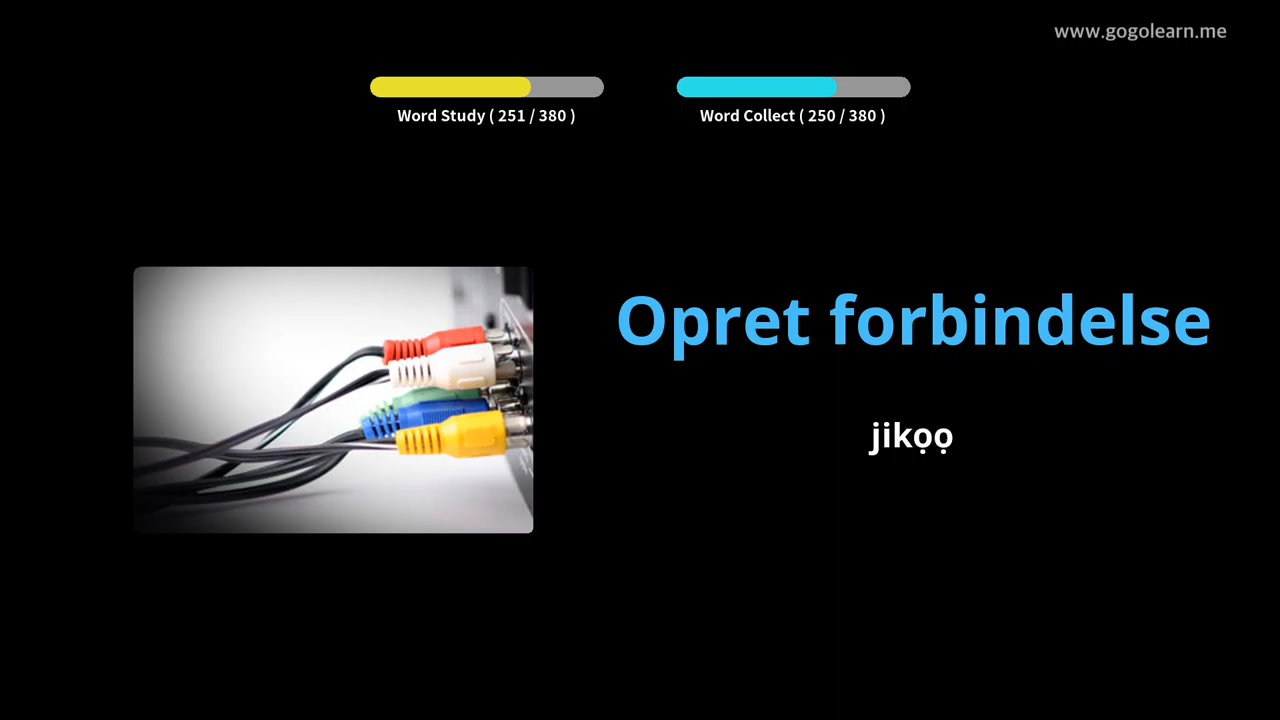 www.gogolearn.me
Word Study ( 251 / 380 )
Word Collect ( 250 / 380 )
Opret forbindelse
jikọọ